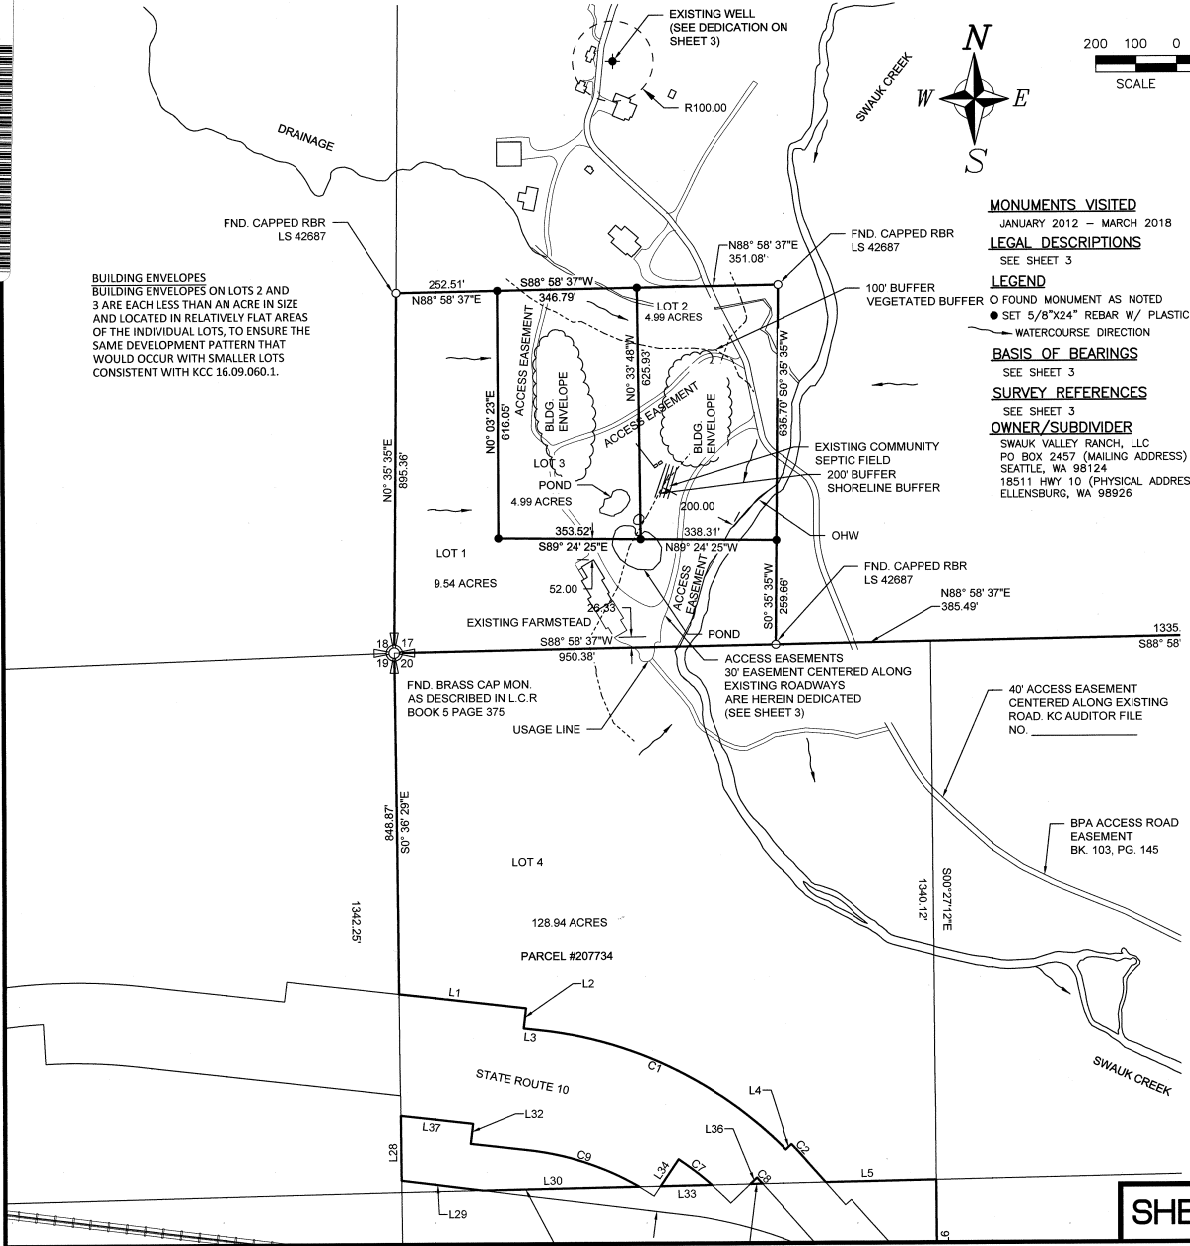 EXISTING WELL
(SEE DEDICATION ON
SHEET 3)
R100.00
SWAUK CREEK
N
W E
S
200 100 0
SCALE
DRAINAGE
FND. CAPPED RBR
LS 42687
BUILDING ENVELOPES
BUILDING ENVELOPES ON LOTS 2 AND
3 ARE EACH LESS THAN AN ACRE IN SIZE
AND LOCATED IN RELATIVELY FLAT AREAS
OF THE INDIVIDUAL LOTS, TO ENSURE THE
SAME DEVELOPMENT PATTERN THAT
WOULD OCCUR WITH SMALLER LOTS
CONSISTENT WITH KCC 16.09.060.1.
252.51'
N88° 58' 37"E
S88° 58' 37"W
346.79'
N88° 58' 37"E
351.08'
FND. CAPPED RBR
LS 42687
100' BUFFER
VEGETATED BUFFER
LOT 2
4.99 ACRES
MONUMENTS VISITED
JANUARY 2012 - MARCH 2018
LEGAL DESCRIPTIONS
SEE SHEET 3
LEGEND
FOUND MONUMENT AS NOTED
SET 5/8"X24" REBAR W/ PLASTIC
WATERCOURSE DIRECTION
BASIS OF BEARINGS
SEE SHEET 3
SURVEY REFERENCES
SEE SHEET 3
OWNER/SUBDIVIDER
SWAUK VALLEY RANCH, LLC
PO BOX 2457 (MAILING ADDRESS)
SEATTLE, WA 98124
18511 HWY 10 (PHYSICAL ADDRES
ELLENSBURG, WA 98926
N0° 35' 35"E
895.36'
N0° 03' 23"E
616.05'
ACCESS EASEMENT
BLDG.
ENVELOPE
N0° 33' 48"W
625.93'
ACCESS EASEMENT
BLDG.
ENVELOPE
635.70' S0° 35' 35"W
LOT 3
POND
4.99 ACRES
EXISTING COMMUNITY
SEPTIC FIELD
200' BUFFER
SHORELINE BUFFER
200.00
OHW
353.52'
S89° 24' 25"E
338.31'
N89° 24' 25"W
LOT 1
9.54 ACRES
52.00
26.33
EXISTING FARMSTEAD
ACCESS
EASEMENT
S0° 35' 35"W
259.66'
FND. CAPPED RBR
LS 42687
N88° 58' 37"E
385.49'
1335.
S88° 58'
18 17
19 20
S88° 58' 37"W
950.38'
POND
FND. BRASS CAP MON.
AS DESCRIBED IN L.C.R
BOOK 5 PAGE 375
USAGE LINE
ACCESS EASEMENTS
30' EASEMENT CENTERED ALONG
EXISTING ROADWAYS
ARE HEREIN DEDICATED
(SEE SHEET 3)
40' ACCESS EASEMENT
CENTERED ALONG EXISTING
ROAD. KC AUDITOR FILE
NO.
848.87'
S0° 36' 29"E
BPA ACCESS ROAD
EASEMENT
BK. 103, PG. 145
LOT 4
128.94 ACRES
PARCEL #207734
1342.25'
1340.12'
S00°27'12"E
L1
L2
L3
C1
STATE ROUTE 10
SWAUK CREEK
L4
L36
C2
L37
L32
L28
C9
L34
C7
C8
L5
L30
L33
L29
SHE